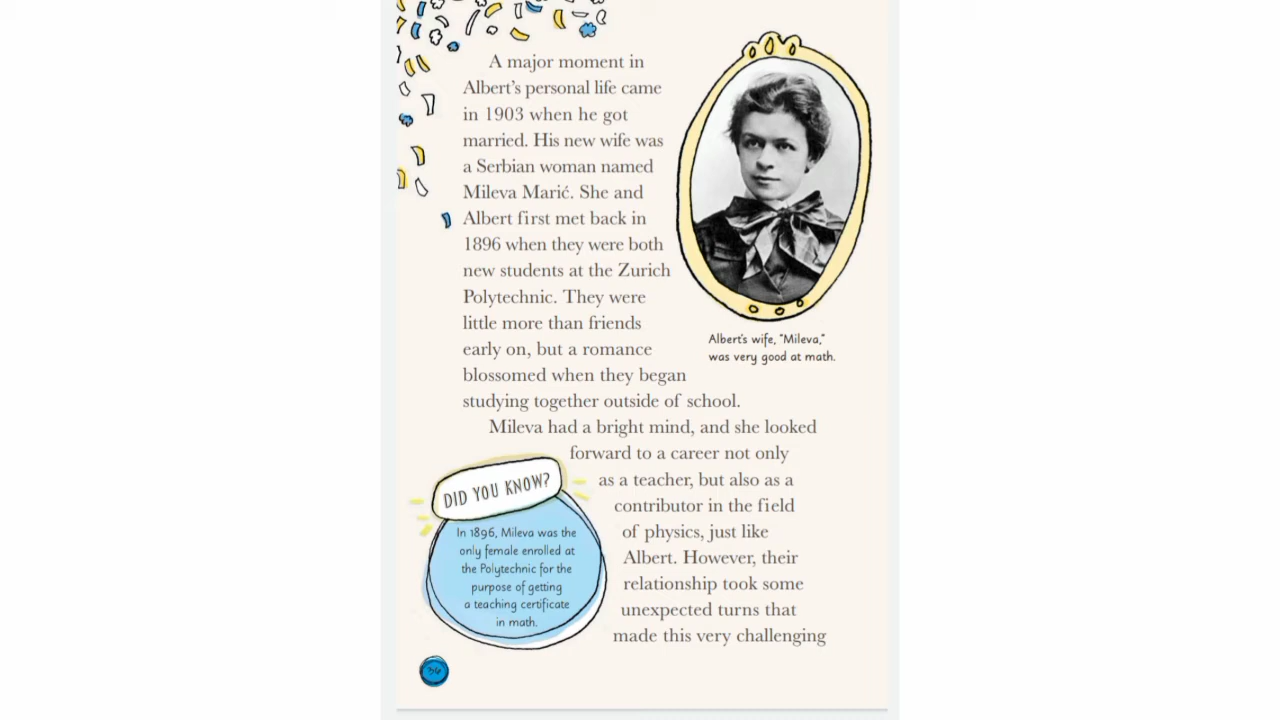 A major moment in
Albert's personal life came
in 1903 when he got
married. His new wife was
a Serbian woman named
Mileva Marić. She and
Albert first met back in
1896 when they were both
new students at the Zurich
Polytechnic. They were
little more than friends
early on, but a romance
blossomed when they began
studying together outside of school.
Albert's wife, "Mileva,"
was very good at math.
Mileva had a bright mind, and she looked
forward to a career not only
as a teacher, but also as a
contributor in the field
of physics, just like
Albert. However, their
relationship took some
unexpected turns that
made this very challenging
DID YOU KNOW?
In 1896, Mileva was the
only female enrolled at
the Polytechnic for the
purpose of getting
a teaching certificate
in math.